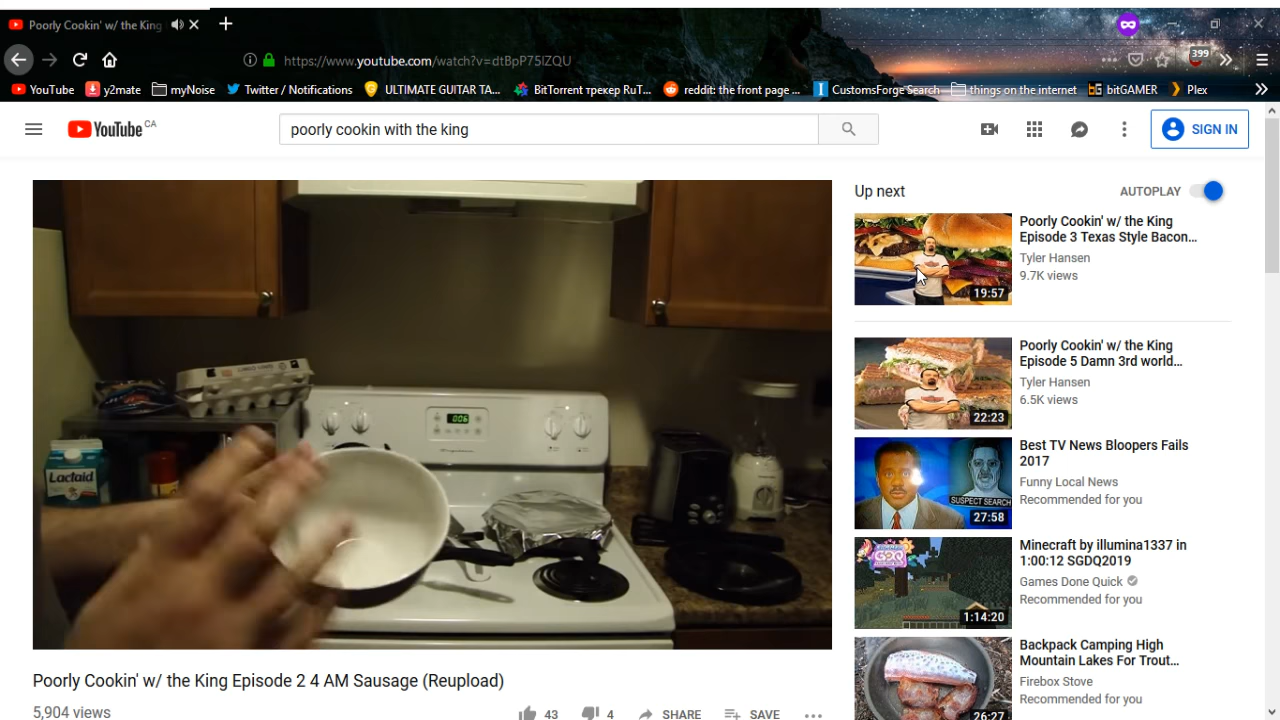 Poorly Cookin' w/ the King
https://www.youtube.com/watch?v=dtBpP75lZQU
399
YouTube
y2mate
myNoise
Twitter / Notifications
ULTIMATE GUITAR TA...
BitTorrent трекер RuT...
reddit: the front page ...
CustomsForge Search
things on the internet
bitGAMER
Plex
YouTube CA
poorly cookin with the king
SIGN IN
Lactaid
Up next
AUTOPLAY
19:57
Poorly Cookin' w/ the King
Episode 3 Texas Style Bacon...
Tyler Hansen
9.7K views
22:23
Poorly Cookin' w/ the King
Episode 5 Damn 3rd world...
Tyler Hansen
6.5K views
SUSPECT SEARCH
27:58
Best TV News Bloopers Fails
2017
Funny Local News
Recommended for you
1:14:20
Minecraft by illumina1337 in
1:00:12 SGDQ2019
Games Done Quick
Recommended for you
26:27
Backpack Camping High
Mountain Lakes For Trout...
Firebox Stove
Recommended for you
Poorly Cookin' w/ the King Episode 2 4 AM Sausage (Reupload)
5,904 views
43
4
SHARE
SAVE